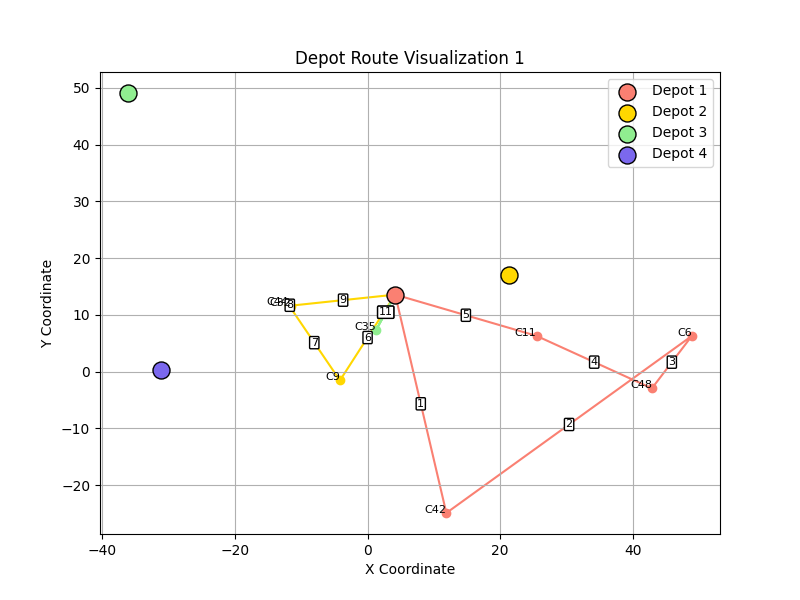 Depot Route Visualization 1
Depot 1
Depot 2
Depot 3
Depot 4
Y Coordinate
50
40
30
20
10
0
−10
−20
−40
−20
0
20
40
X Coordinate
C44
8
9
11
C35
6
7
C9
5
C11
C6
4
3
C48
1
2
C42